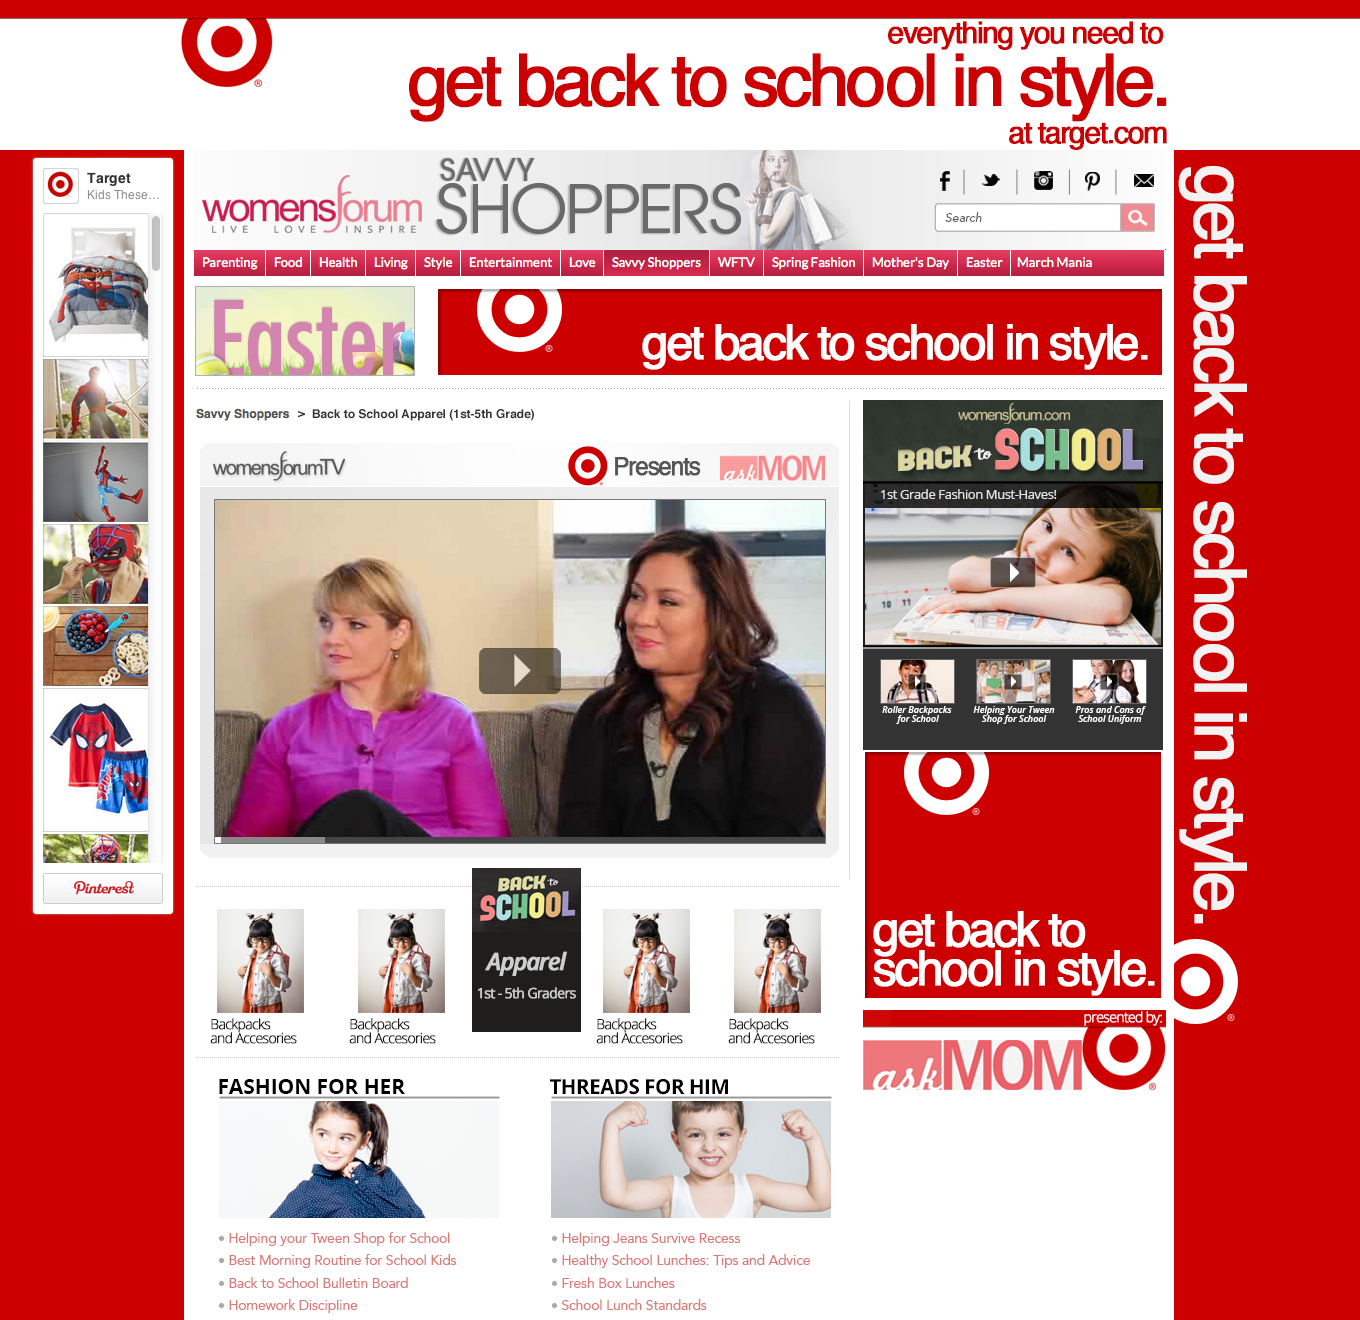 everything you need to
get back to school in style.
at target.com
Target
Kids These...
Pinterest
womensforum
LIVE LOVE INSPIRE
SAVVY
SHOPPERS
Search
Parenting
Food
Health
Living
Style
Entertainment
Love
Savvy Shoppers
WFTV
Spring Fashion
Mother's Day
Easter
March Mania
Easter
get back to school in style.
Savvy Shoppers > Back to School Apparel (1st-5th Grade)
womensforumTV
Presents
ask MOM
womensforum.com
BACK to SCHOOL
1st Grade Fashion Must-Haves!
Roller Backpacks
for School
Helping Your Tween
Shop for School
Pros and Cons of
School Uniform
get back to
school in style.
presented by:
ask MOM
get back to school in style.
Backpacks
and Accesories
Backpacks
and Accesories
BACK to
SCHOOL
Apparel
1st - 5th Graders
Backpacks
and Accesories
Backpacks
and Accesories
FASHION FOR HER
• Helping your Tween Shop for School
• Best Morning Routine for School Kids
• Back to School Bulletin Board
• Homework Discipline
THREADS FOR HIM
• Helping Jeans Survive Recess
• Healthy School Lunches: Tips and Advice
• Fresh Box Lunches
• School Lunch Standards